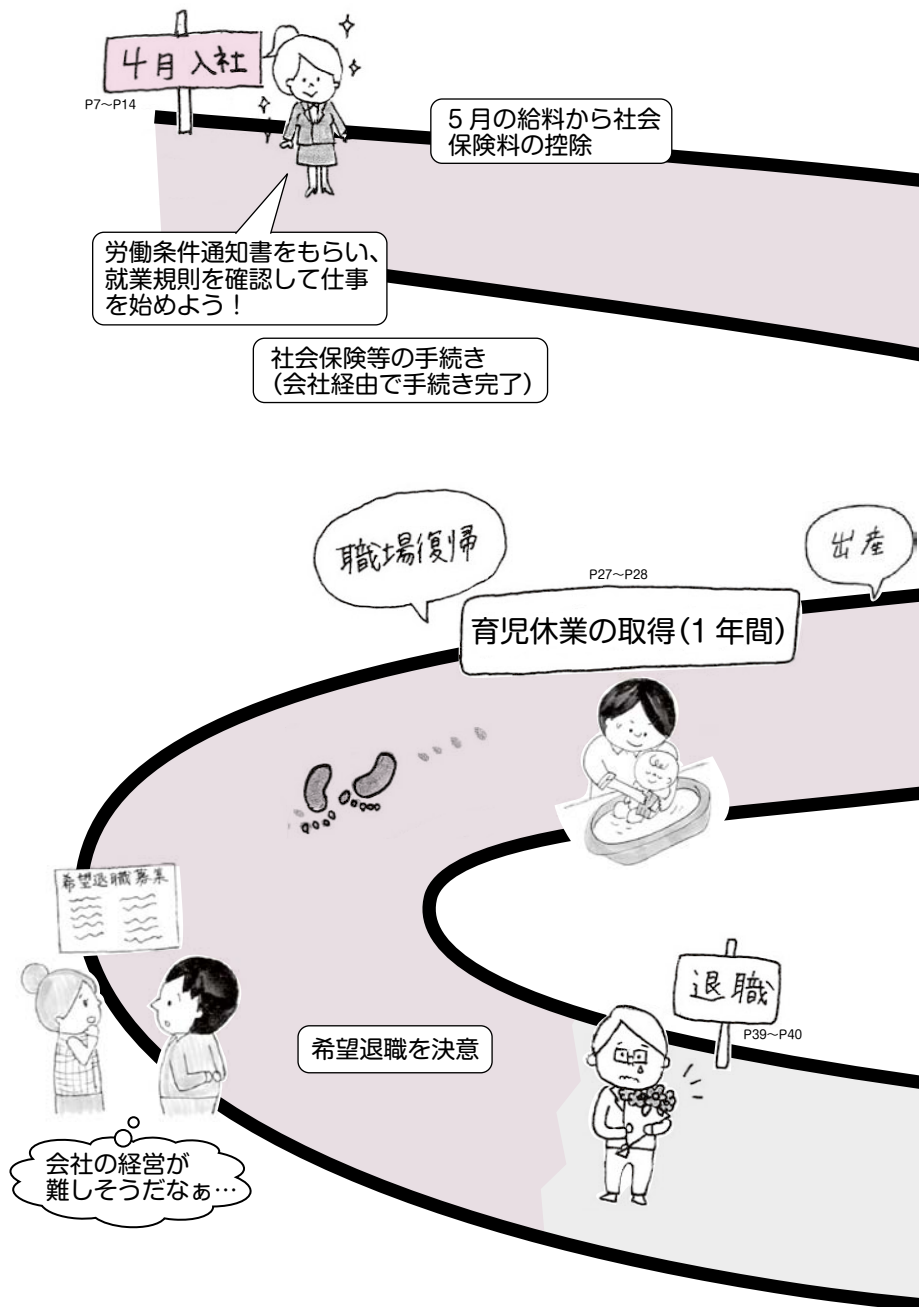 4月入社
P7〜P14
5月の給料から社会
保険料の控除
労働条件通知書をもらい、
就業規則を確認して仕事
を始めよう！
社会保険等の手続き
（会社経由で手続き完了）
出産
職場復帰
P27〜P28
育児休業の取得（1年間）
希望退職募集
退職
P39〜P40
希望退職を決意
会社の経営が
難しそうだなぁ…